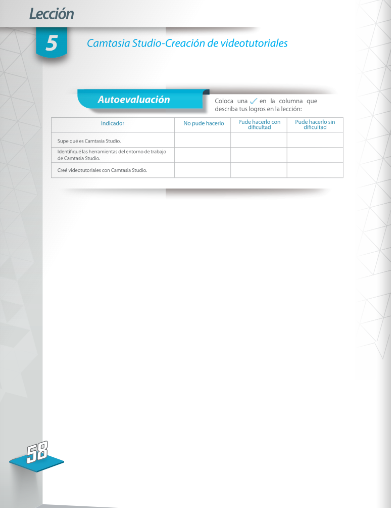 Lección
5
Camtasia Studio-Creación de videotutoriales
Autoevaluación
Coloca una ✓ en la columna que
describa tus logros en la lección:
Indicador
No pude hacerlo
Pude hacerlo con
dificultad
Pude hacerlo sin
dificultad
Supe qué es Camtasia Studio.
Identifiqué las herramientas del entorno de trabajo
de Camtasia Studio.
Creé videotutoriales con Camtasia Studio.
58